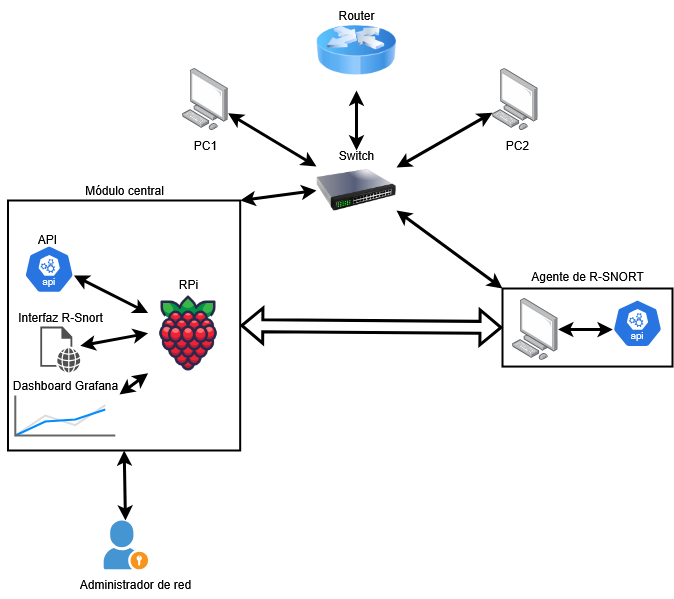 Router
PC1
PC2
Switch
Módulo central
API
api
RPi
Interfaz R-Snort
Dashboard Grafana
Agente de R-SNORT
api
Administrador de red